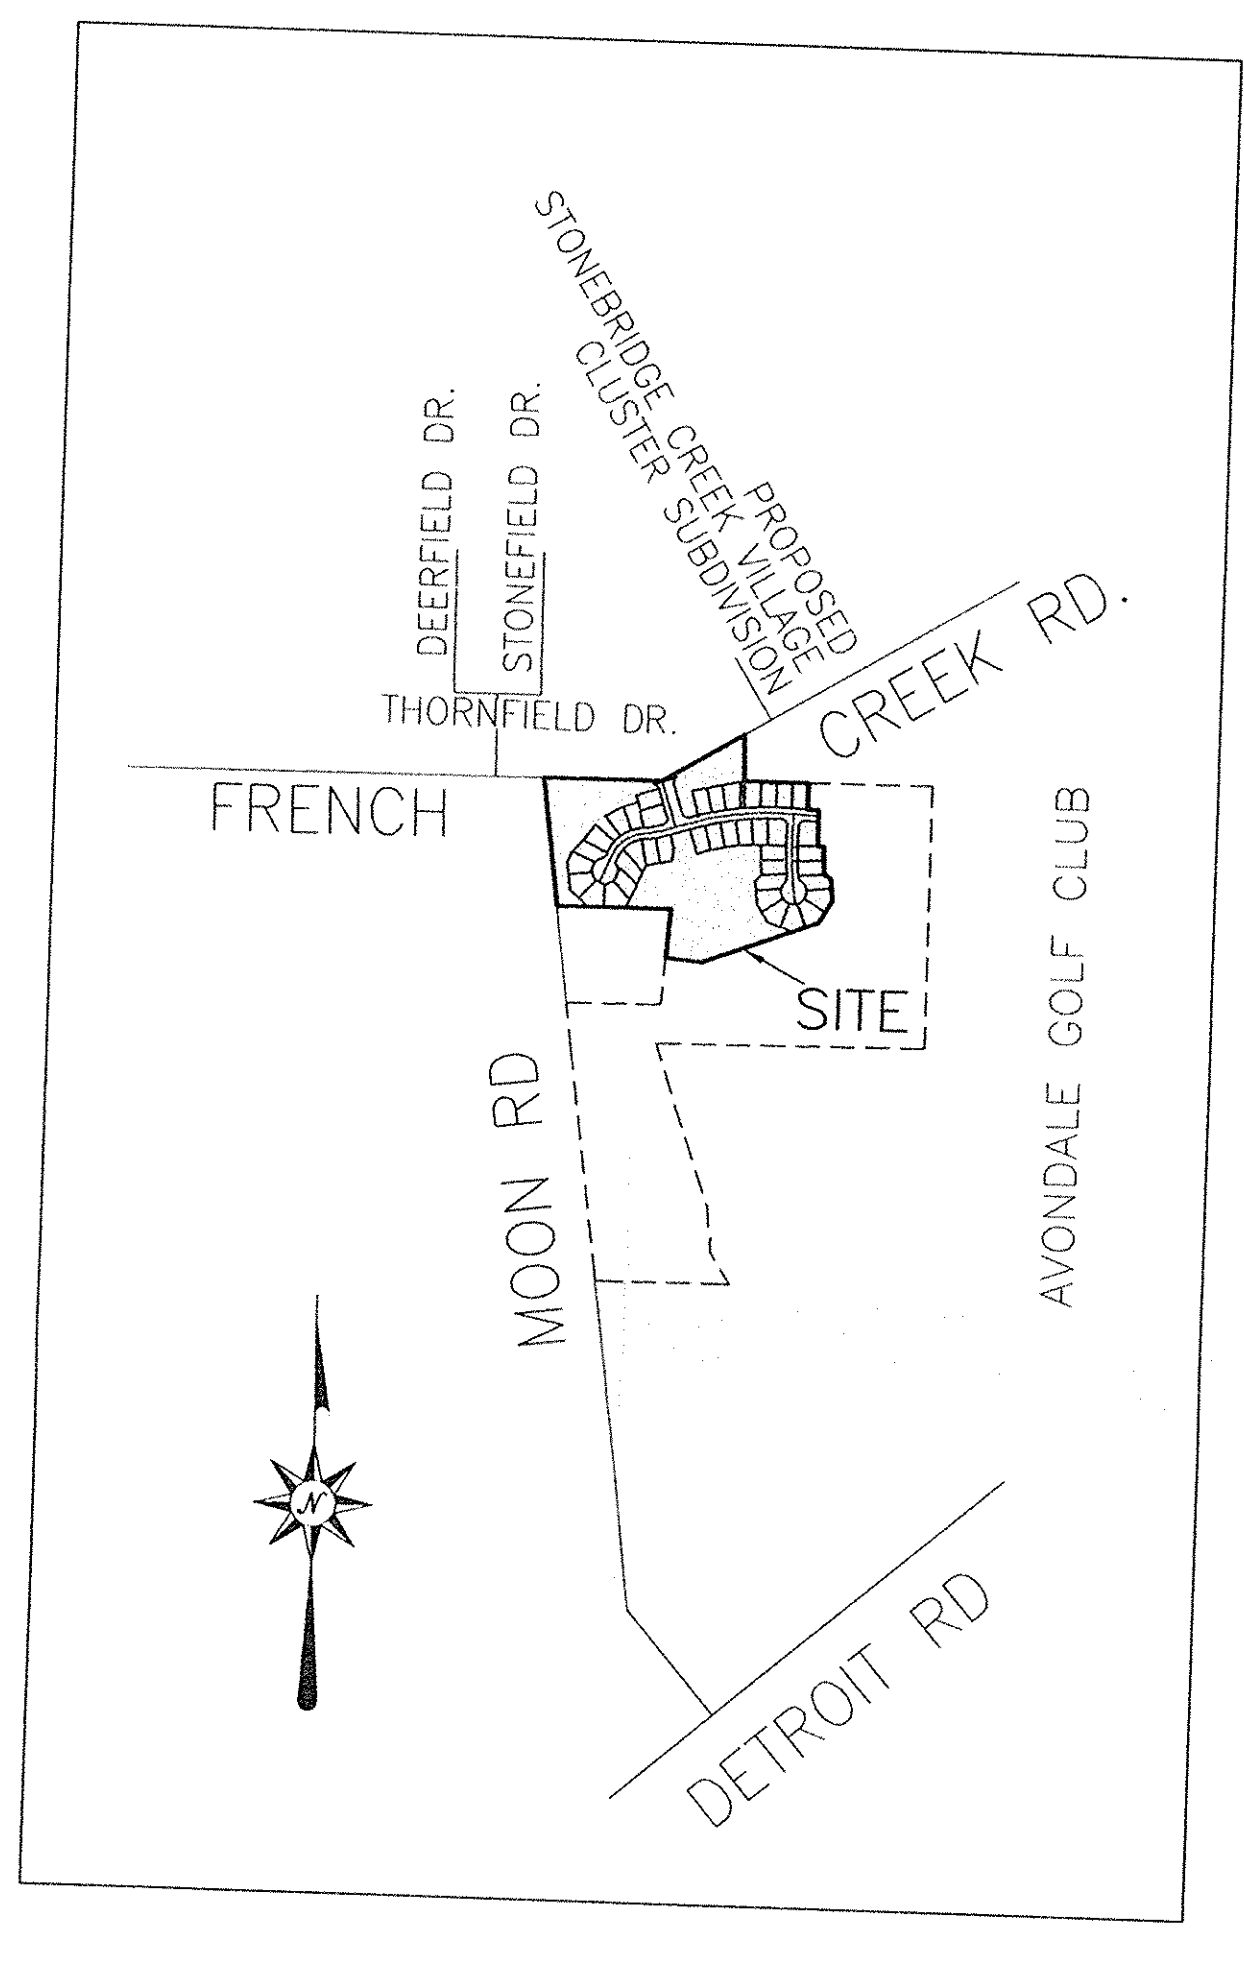 PROPOSED
STONEBRIDGE CREEK VILLAGE
CLUSTER SUBDIVISION
DEERFIELD DR.
STONEFIELD DR.
THORNFIELD DR.
FRENCH
CREEK RD.
SITE
AVONDALE GOLF CLUB
MOON RD
N
DETROIT RD